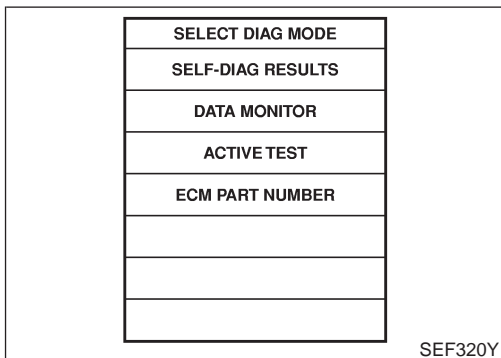 SELECT DIAG MODE
SELF-DIAG RESULTS
DATA MONITOR
ACTIVE TEST
ECM PART NUMBER
SEF320Y